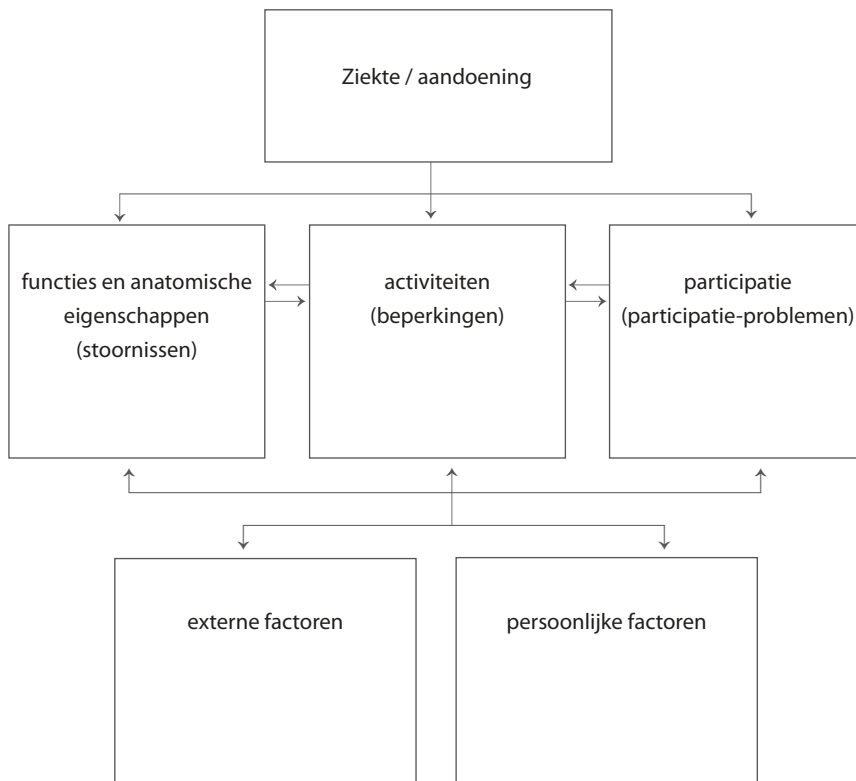 Ziekte / aandoening
functies en anatomische
eigenschappen
(stoornissen)
activiteiten
(beperkingen)
participatie
(participatie-problemen)
externe factoren
persoonlijke factoren